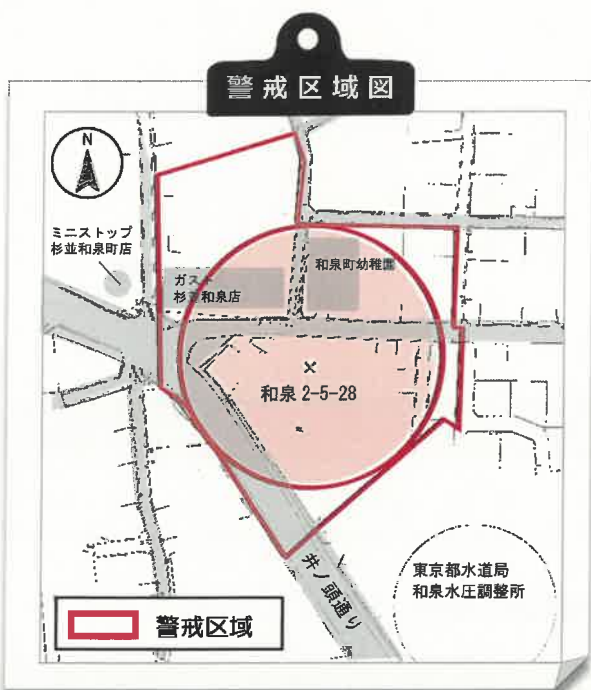 警戒区域図
N
ミニストップ
杉並和泉町店
ガスト
杉並和泉店
和泉町幼稚園
×
和泉 2-5-28
井ノ頭通り
東京都水道局
和泉水圧調整所
警戒区域